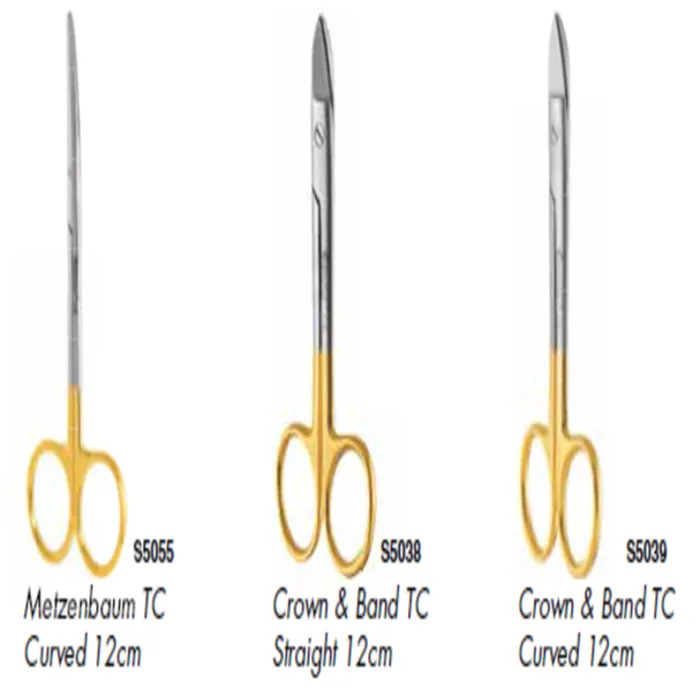 S5055
Metzenbaum TC
Curved 12cm
S5038
Crown & Band TC
Straight 12cm
S5039
Crown & Band TC
Curved 12cm